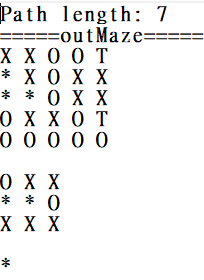 Path length: 7
=====outMaze=====
X X O O T
* X O X X
* * O X X
O X X O T
O O O O O

O X X
* * O
X X X

*